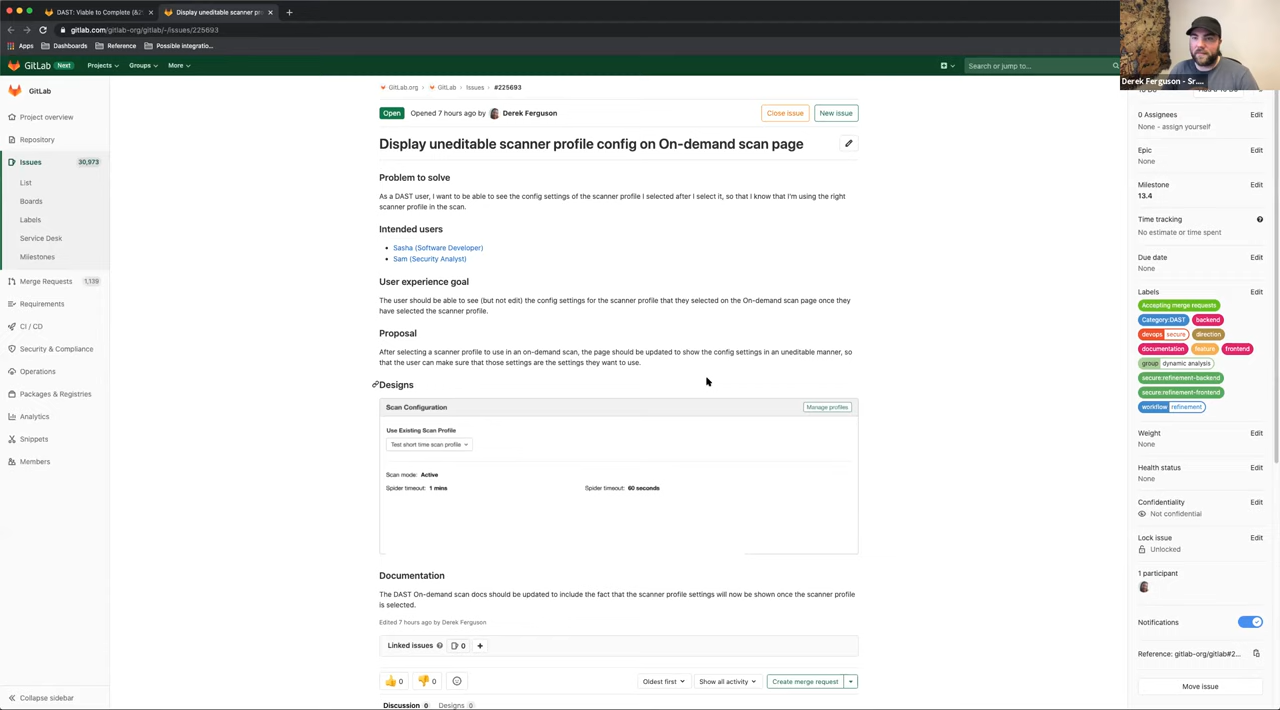 DAST: Viable to Complete (&2
Display uneditable scanner pro
gitlab.com/gitlab-org/gitlab/-/issues/225693
Apps Dashboards Reference Possible integratio...
GitLab Next Projects Groups More Search or jump to...
Derek Ferguson - Sr....
GitLab
Project overview
Repository
Issues 30,973
List
Boards
Labels
Service Desk
Milestones
Merge Requests 1,139
Requirements
CI / CD
Security & Compliance
Operations
Packages & Registries
Analytics
Snippets
Members
Collapse sidebar
GitLab.org > GitLab > Issues > #225693
Open Opened 7 hours ago by Derek Ferguson Close issue New issue
Display uneditable scanner profile config on On-demand scan page
Problem to solve
As a DAST user, I want to be able to see the config settings of the scanner profile I selected after I select it, so that I know that I'm using the right
scanner profile in the scan.
Intended users
Sasha (Software Developer)
Sam (Security Analyst)
User experience goal
The user should be able to see (but not edit) the config settings for the scanner profile that they selected on the On-demand scan page once they
have selected the scanner profile.
Proposal
After selecting a scanner profile to use in an on-demand scan, the page should be updated to show the config settings in an uneditable manner, so
that the user can make sure that those settings are the settings they want to use.
Designs
Scan Configuration Manage profiles
Use Existing Scan Profile
Test short time scan profile
Scan mode: Active
Spider timeout: 1 mins Spider timeout: 60 seconds
Documentation
The DAST On-demand scan docs should be updated to include the fact that the scanner profile settings will now be shown once the scanner profile
is selected.
Edited 7 hours ago by Derek Ferguson
Linked issues 0
0 0 Oldest first Show all activity Create merge request
Discussion 0 Designs 0
0 Assignees Edit
None - assign yourself
Epic Edit
None
Milestone Edit
13.4
Time tracking
No estimate or time spent
Due date Edit
None
Labels Edit
Accepting merge requests
Category:DAST backend
devops secure direction
documentation feature frontend
group dynamic analysis
secure:refinement-backend
secure:refinement-frontend
workflow refinement
Weight Edit
None
Health status Edit
None
Confidentiality Edit
Not confidential
Lock issue Edit
Unlocked
1 participant
Notifications
Reference: gitlab-org/gitlab#2...
Move issue